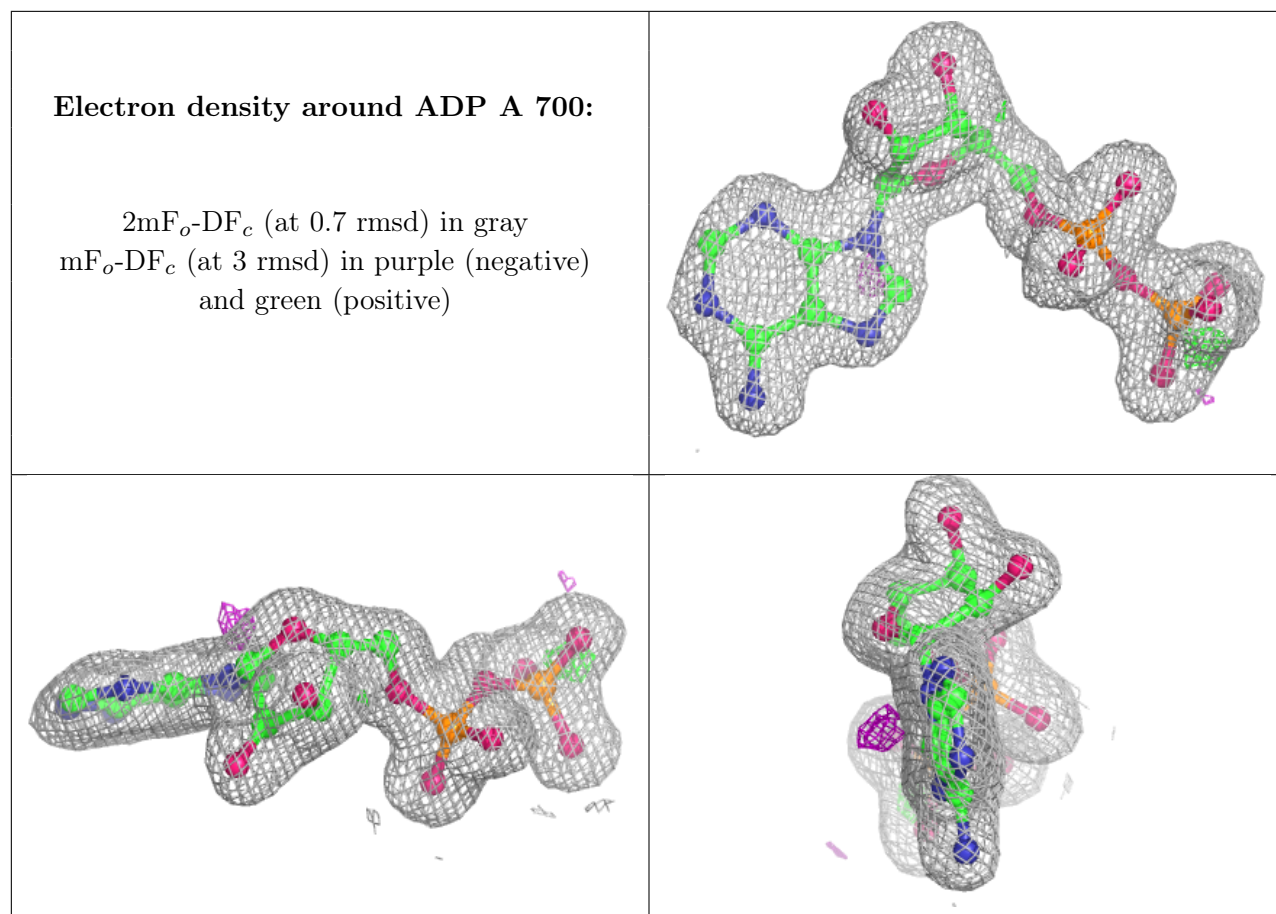 Electron density around ADP A 700:
2mFₒ-DF𝒸 (at 0.7 rmsd) in gray
mFₒ-DF𝒸 (at 3 rmsd) in purple (negative)
and green (positive)